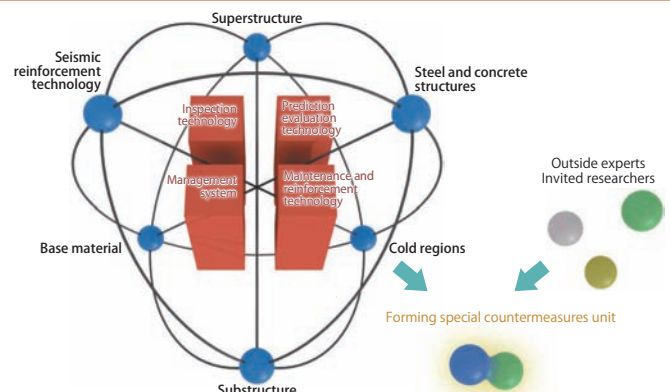 Superstructure
Seismic
reinforcement
technology
Steel and concrete
structures
Inspection
technology
Prediction
evaluation
technology
Management
system
Maintenance and
reinforcement
technology
Outside experts
Invited researchers
Base material
Cold regions
Forming special countermeasures unit
Substructure